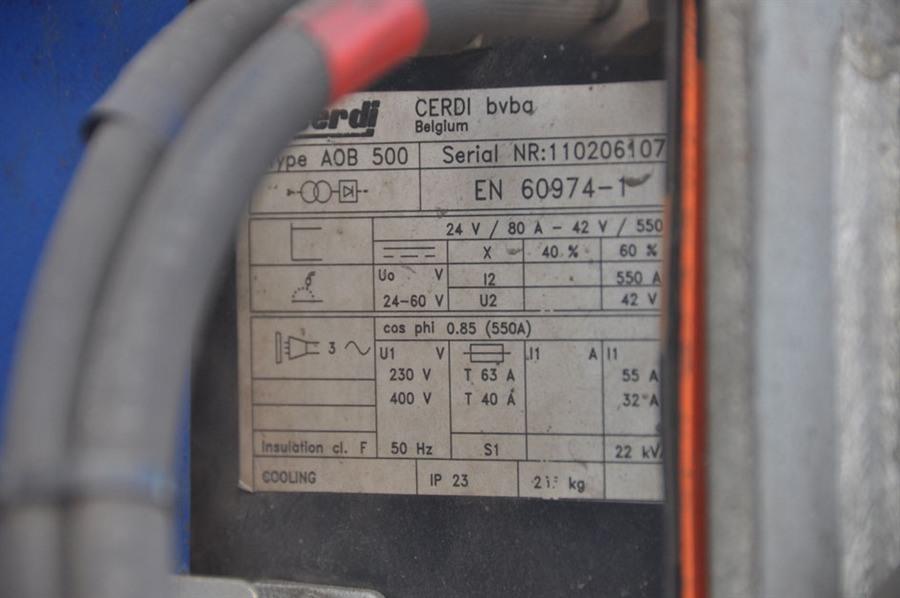 CERDI bvba
Belgium
AOB 500 Serial NR:110206107
EN 60974-1
24 V / 80 A - 42 V / 550
X 40 % 60 %
Uo V I2 550 A
24-60 V U2 42 V
cos phi 0.85 (550A)
3 U1 V I1 A I1
230 V T 63 A 55 A
400 V T 40 A 32 A
Insulation cl. F 50 Hz S1 22 kV
COOLING IP 23 kg